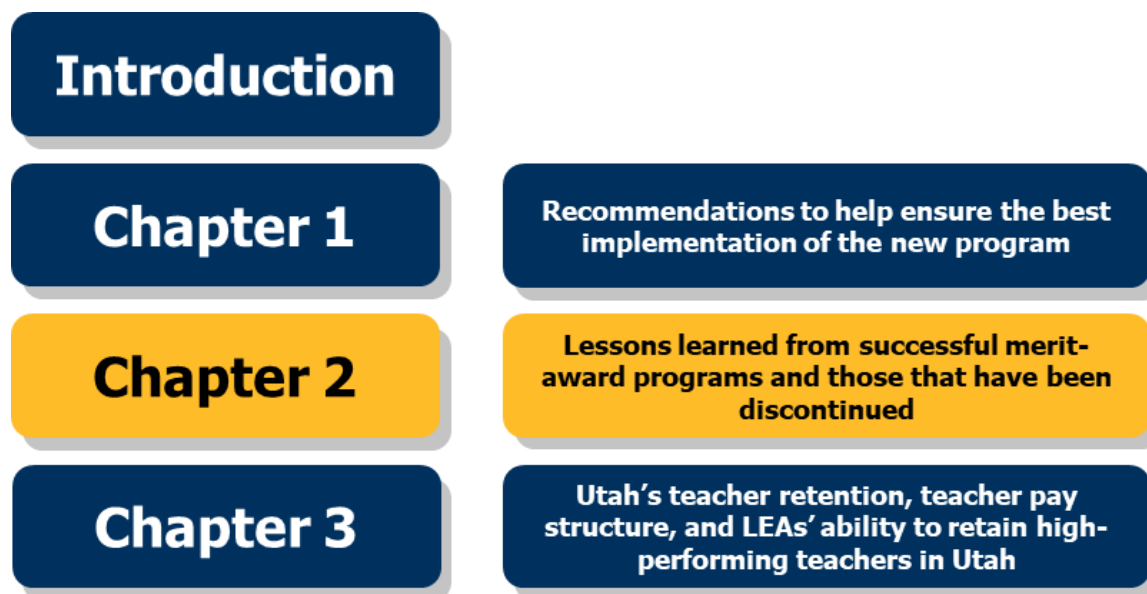 Introduction
Chapter 1
Recommendations to help ensure the best
implementation of the new program
Chapter 2
Lessons learned from successful merit-
award programs and those that have been
discontinued
Chapter 3
Utah’s teacher retention, teacher pay
structure, and LEAs’ ability to retain high-
performing teachers in Utah